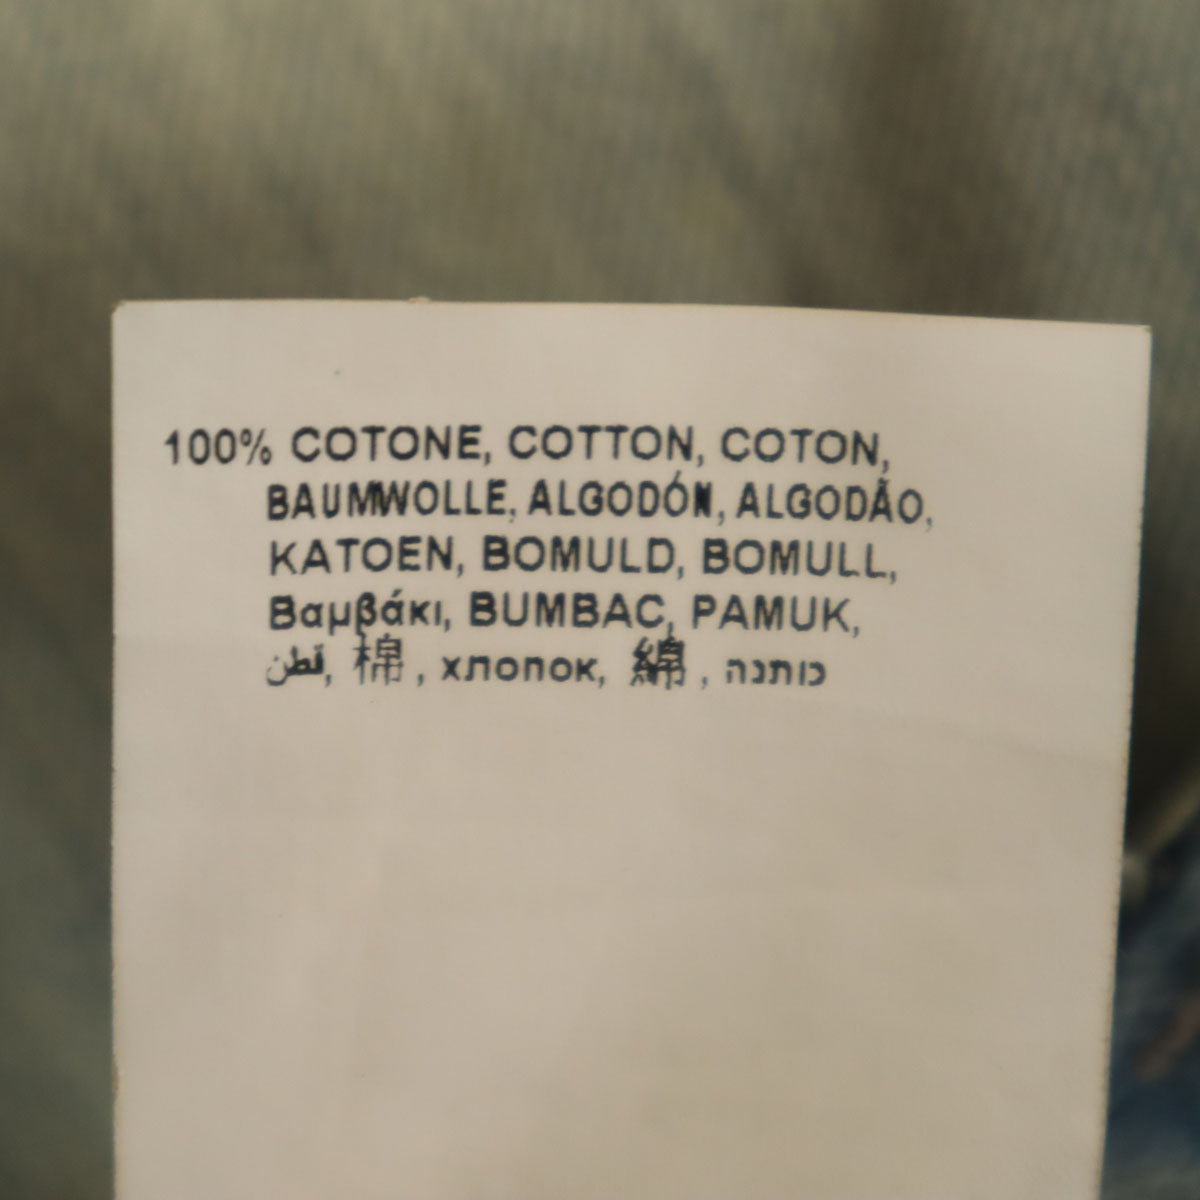 100% COTONE, COTTON, COTON,
BAUMWOLLE, ALGODÓN, ALGODÃO,
KATOEN, BOMULD, BOMULL,
Βαμβάκι, BUMBAC, PAMUK,
قطن, 棉, хлопок, 綿, כותנה